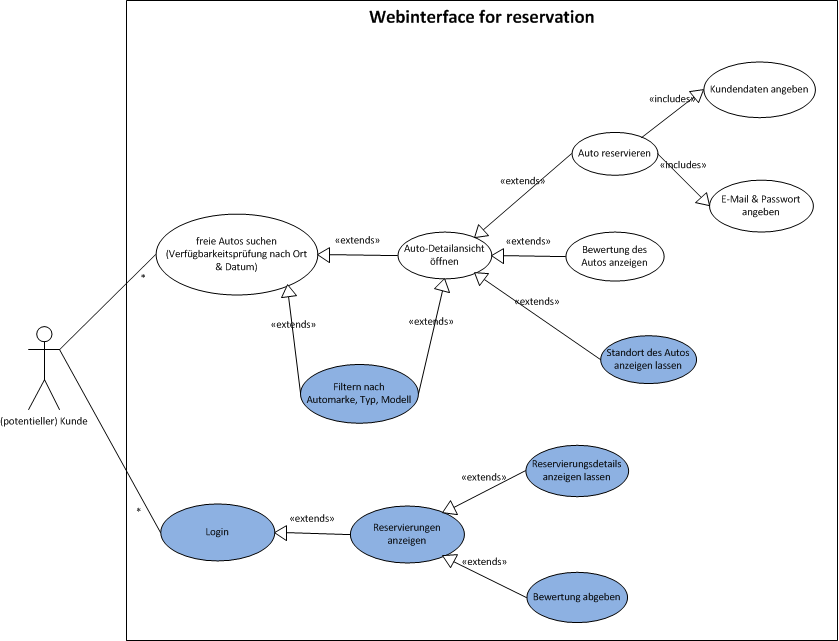 Webinterface for reservation
Kundendaten angeben
«includes»
Auto reservieren
«includes»
«extends»
E-Mail & Passwort
angeben
freie Autos suchen
(Verfügbarkeitsprüfung nach Ort
& Datum)
«extends»
Auto-Detailansicht
öffnen
«extends»
Bewertung des
Autos anzeigen
*
«extends»
«extends»
«extends»
Standort des Autos
anzeigen lassen
Filtern nach
Automarke, Typ, Modell
(potentieller) Kunde
Reservierungsdetails
anzeigen lassen
«extends»
*
Login
«extends»
Reservierungen
anzeigen
«extends»
Bewertung abgeben